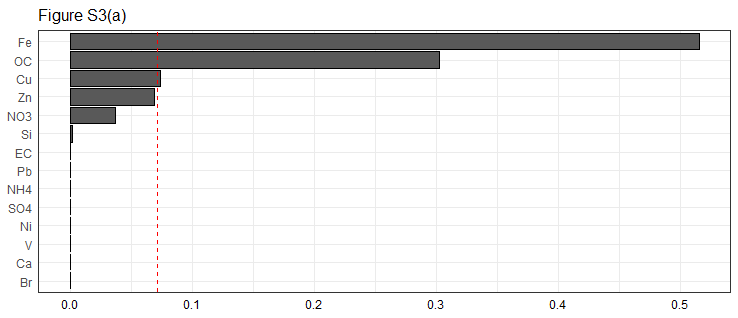 Figure S3(a)
Fe
OC
Cu
Zn
NO3
Si
EC
Pb
NH4
SO4
Ni
V
Ca
Br
0.0 0.1 0.2 0.3 0.4 0.5